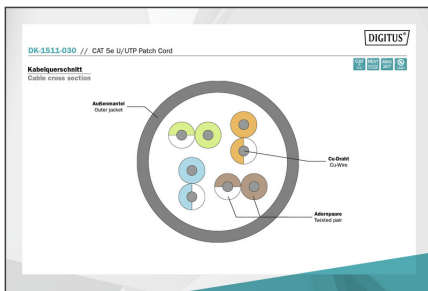 DIGITUS®
DK-1511-030 // CAT 5e U/UTP Patch Cord
Kabelquerschnitt
Cable cross section
Außenmantel
Outer jacket
Cu-Draht
Cu-Wire
Adernpaare
Twisted pair